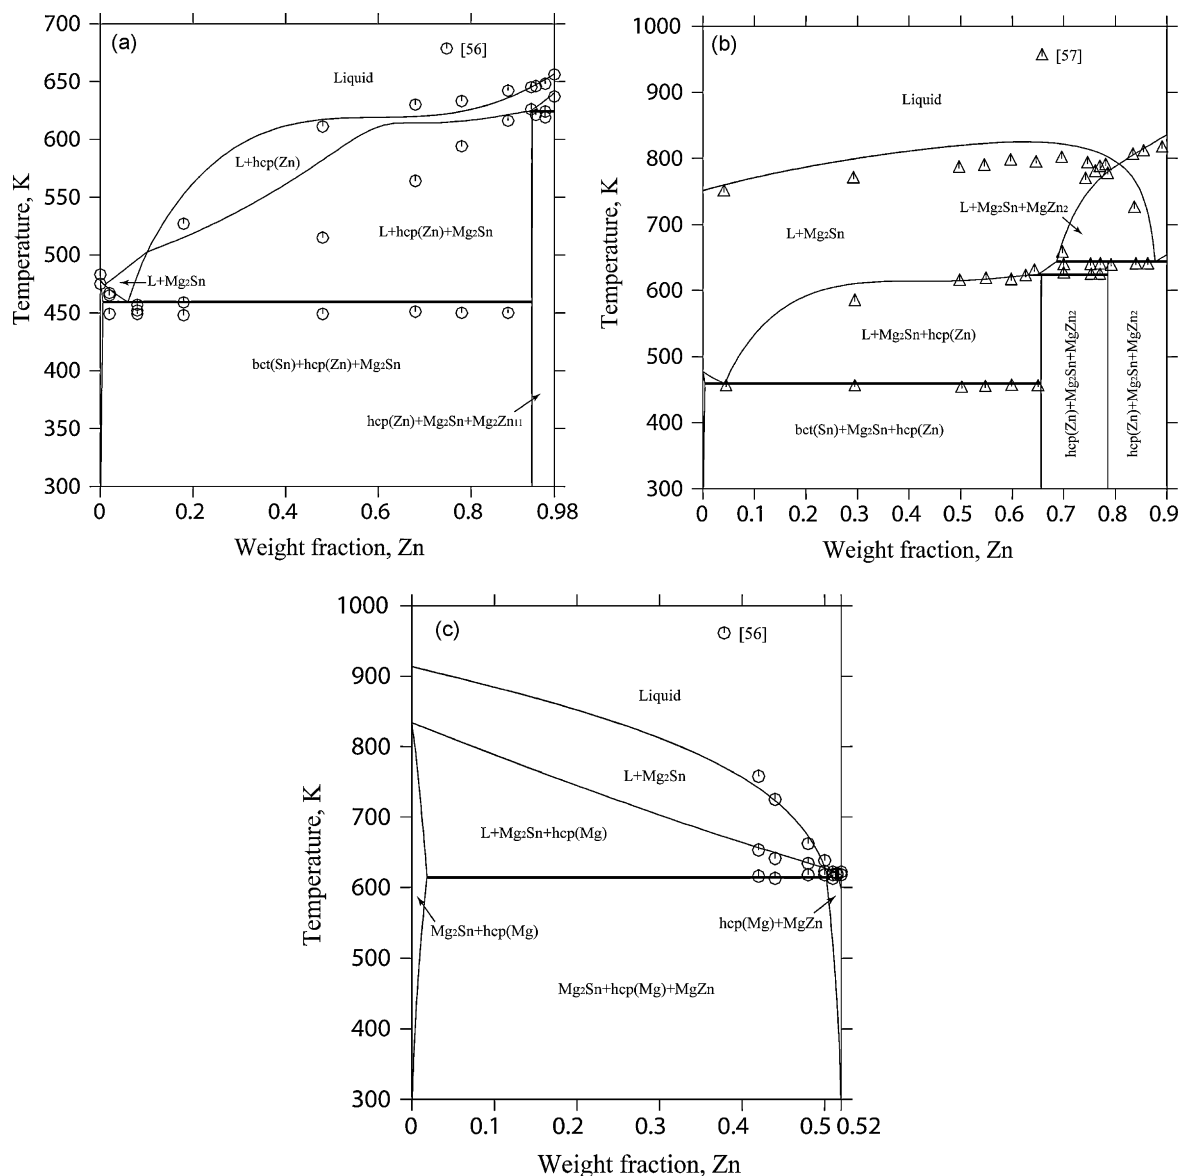 (a)
[56]
Liquid
L+hcp(Zn)
L+hcp(Zn)+Mg2Sn
L+Mg2Sn
bct(Sn)+hcp(Zn)+Mg2Sn
hcp(Zn)+Mg2Sn+Mg2Zn11
700
650
600
550
500
450
400
350
300
Temperature, K
0 0.2 0.4 0.6 0.8 0.98
Weight fraction, Zn
(b)
[57]
Liquid
L+Mg2Sn+MgZn2
L+Mg2Sn
L+Mg2Sn+hcp(Zn)
bct(Sn)+Mg2Sn+hcp(Zn)
hcp(Zn)+Mg2Sn+MgZn2
hcp(Zn)+Mg2Sn+MgZn2
1000
900
800
700
600
500
400
300
Temperature, K
0 0.1 0.2 0.3 0.4 0.5 0.6 0.7 0.8 0.9
Weight fraction, Zn
(c)
[56]
Liquid
L+Mg2Sn
L+Mg2Sn+hcp(Mg)
hcp(Mg)+MgZn
Mg2Sn+hcp(Mg)
Mg2Sn+hcp(Mg)+MgZn
1000
900
800
700
600
500
400
300
Temperature, K
0 0.1 0.2 0.3 0.4 0.5 0.52
Weight fraction, Zn